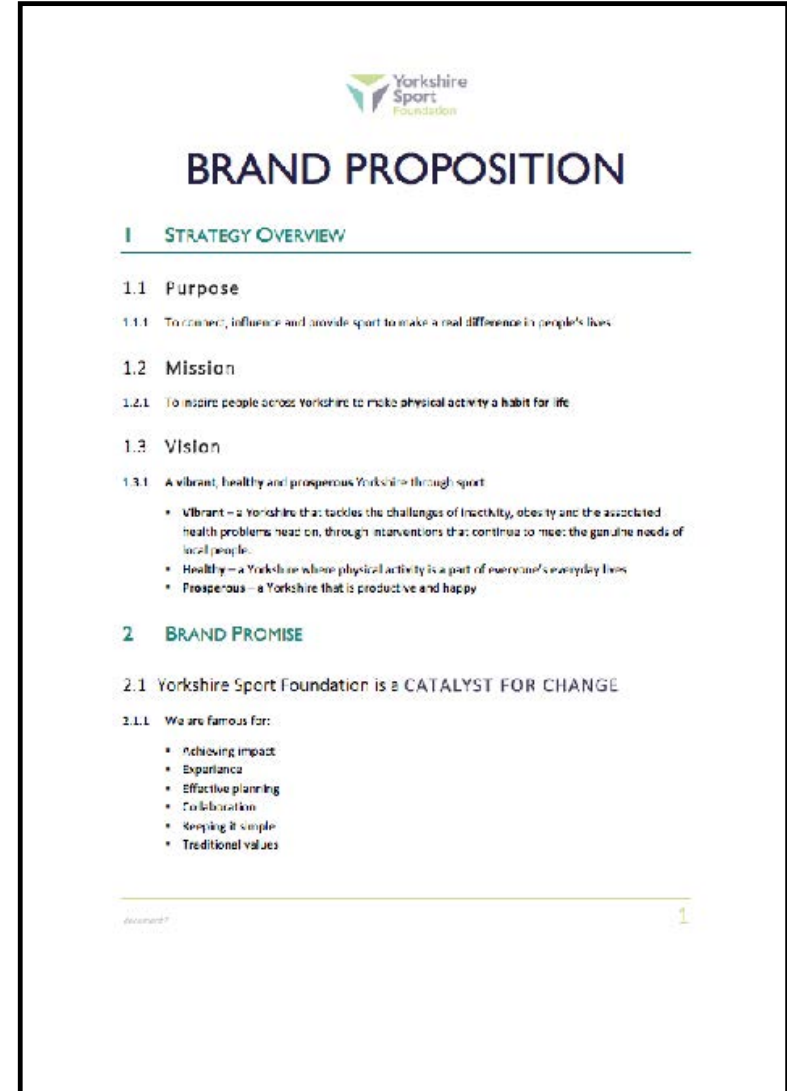 Yorkshire
Sport
Foundation
BRAND PROPOSITION
1 STRATEGY OVERVIEW
1.1 Purpose
1.1.1 To connect, influence and provide sport to make a real difference in people's lives
1.2 Mission
1.2.1 To inspire people across Yorkshire to make physical activity a habit for life
1.3 Vision
1.3.1 A vibrant, healthy and prosperous Yorkshire through sport
• Vibrant – a Yorkshire that tackles the challenges of inactivity, obesity and the associated
health problems head on, through interventions that continue to meet the genuine needs of
local people.
• Healthy – a Yorkshire where physical activity is a part of everyone's everyday lives
• Prosperous – a Yorkshire that is productive and happy
2 BRAND PROMISE
2.1 Yorkshire Sport Foundation is a CATALYST FOR CHANGE
2.1.1 We are famous for:
• Achieving impact
• Experience
• Effective planning
• Collaboration
• Keeping it simple
• Traditional values
1